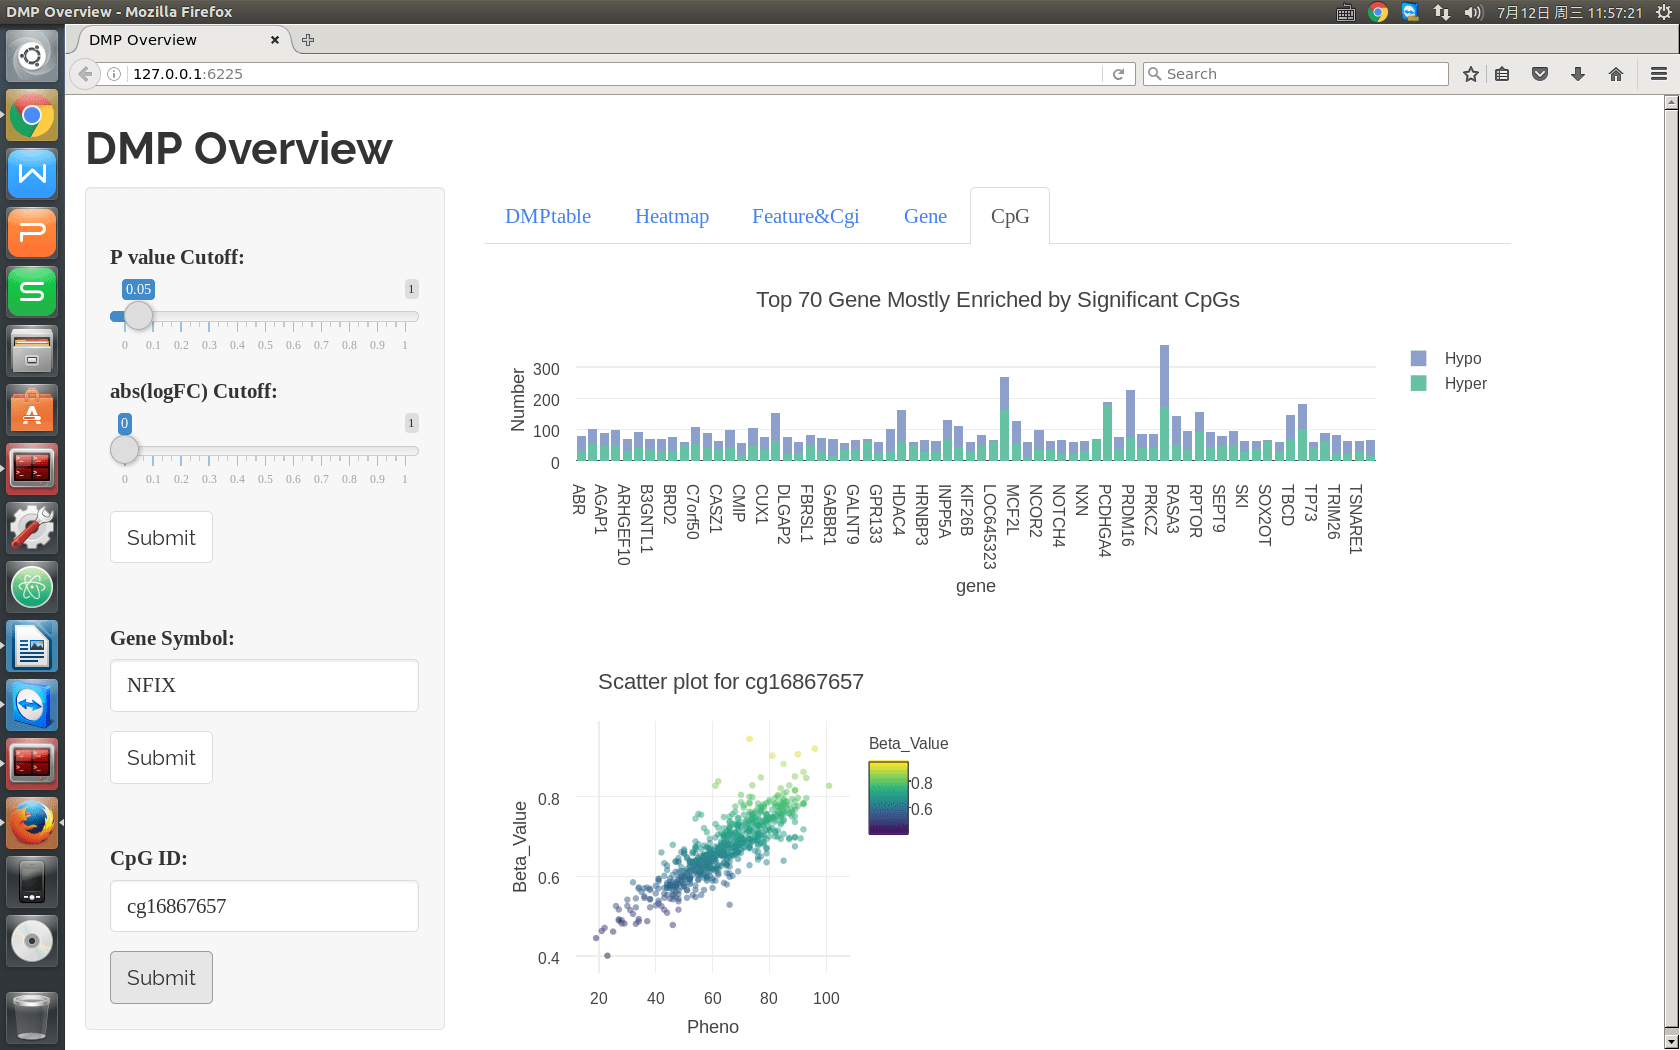 DMP Overview - Mozilla Firefox
7月12日 周三 11:57:21
DMP Overview
127.0.0.1:6225
Search
DMP Overview
P value Cutoff:
0.05
1
0 0.1 0.2 0.3 0.4 0.5 0.6 0.7 0.8 0.9 1
abs(logFC) Cutoff:
0
1
0 0.1 0.2 0.3 0.4 0.5 0.6 0.7 0.8 0.9 1
Submit
Gene Symbol:
NFIX
Submit
CpG ID:
cg16867657
Submit
DMPtable Heatmap Feature&Cgi Gene CpG
Top 70 Gene Mostly Enriched by Significant CpGs
Number
300
200
100
0
Hypo
Hyper
ABR AGAP1 ARHGEF10 B3GNTL1 BRD2 C7orf50 CASZ1 CMIP CUX1 DLGAP2 FBRSL1 GABBR1 GALNT9 GPR133 HDAC4 HRNBP3 INPP5A KIF26B LOC645323 MCF2L NCOR2 NOTCH4 NXN PCDHGA4 PRDM16 PRKCZ RASA3 RPTOR SEPT9 SKI SOX2OT TBCD TP73 TRIM26 TSNARE1
gene
Scatter plot for cg16867657
Beta_Value
0.8
0.6
0.4
20 40 60 80 100
Pheno
Beta_Value
0.8
0.6